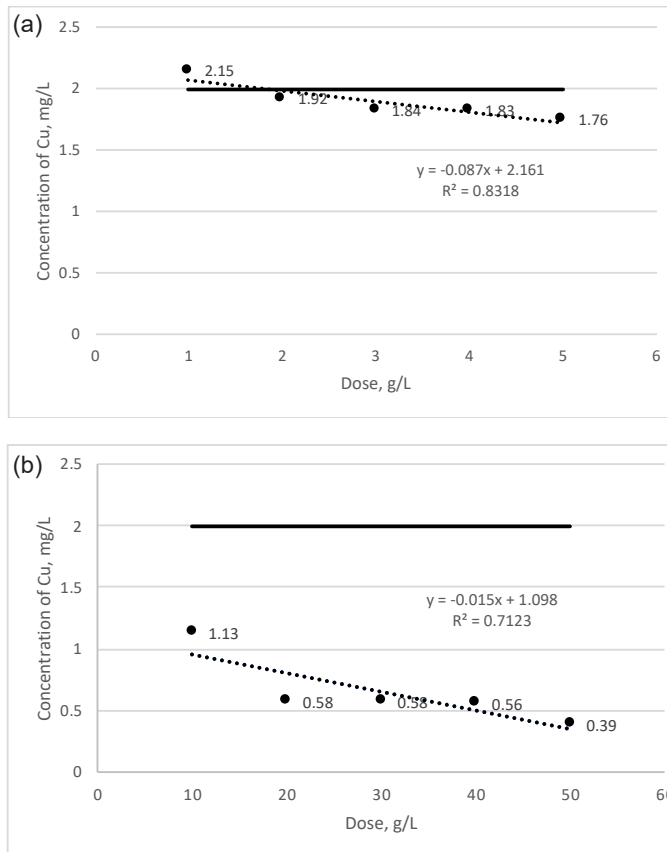 (a)
2.5
2
1.5
1
0.5
0
2.15
1.92
1.84
1.83
1.76
y = -0.087x + 2.161
R² = 0.8318
Concentration of Cu, mg/L
0 1 2 3 4 5 6
Dose, g/L
(b)
2.5
2
1.5
1
0.5
0
y = -0.015x + 1.098
R² = 0.7123
1.13
0.58
0.58
0.56
0.39
Concentration of Cu, mg/L
0 10 20 30 40 50 60
Dose, g/L